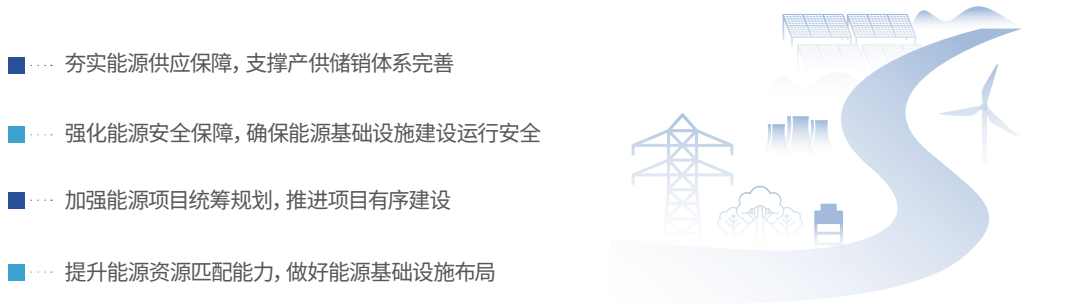 夯实能源供应保障，支撑产供储销体系完善
强化能源安全保障，确保能源基础设施建设运行安全
加强能源项目统筹规划，推进项目有序建设
提升能源资源匹配能力，做好能源基础设施布局